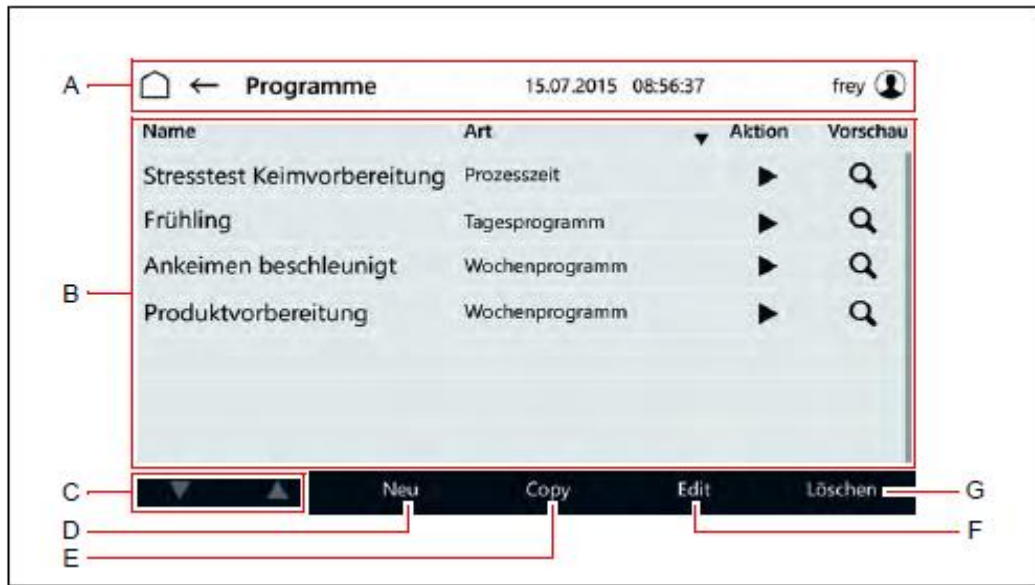 A
Programme 15.07.2015 08:56:37 frey
Name Art Aktion Vorschau
Stresstest Keimvorbereitung Prozesszeit
Frühling Tagesprogramm
Ankeimen beschleunigt Wochenprogramm
B
Produktvorbereitung Wochenprogramm
C Neu Copy Edit Löschen G
D F
E